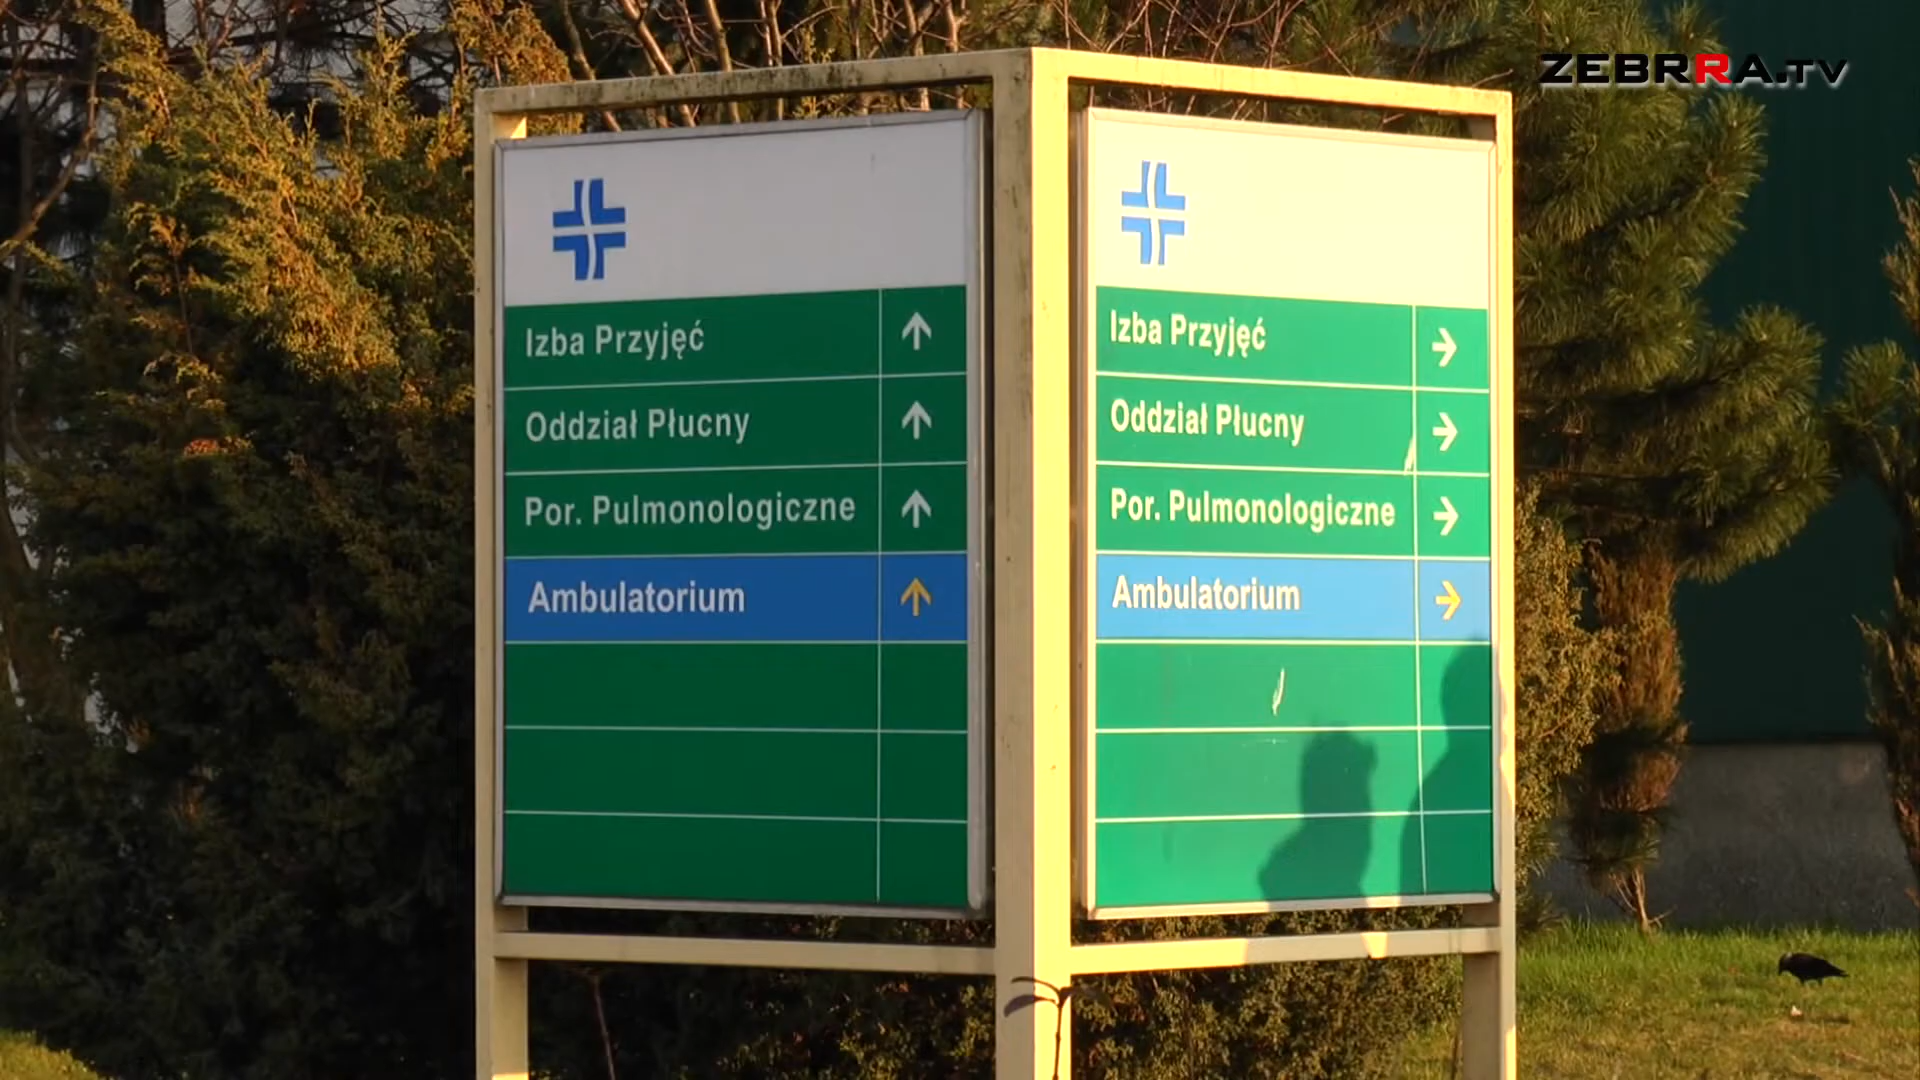 ZEBRRA.TV
Izba Przyjęć
Oddział Płucny
Por. Pulmonologiczne
Ambulatorium
Izba Przyjęć
Oddział Płucny
Por. Pulmonologiczne
Ambulatorium